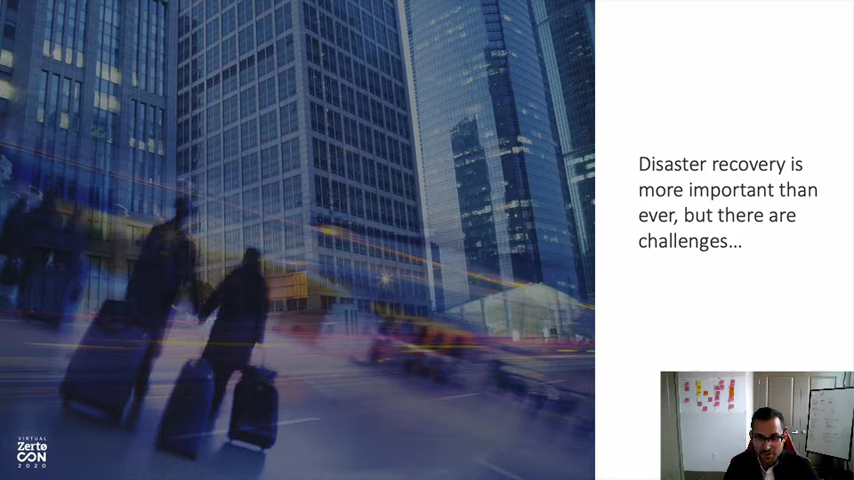 Disaster recovery is
more important than
ever, but there are
challenges…
VIRTUAL
Zerto
CON
2020